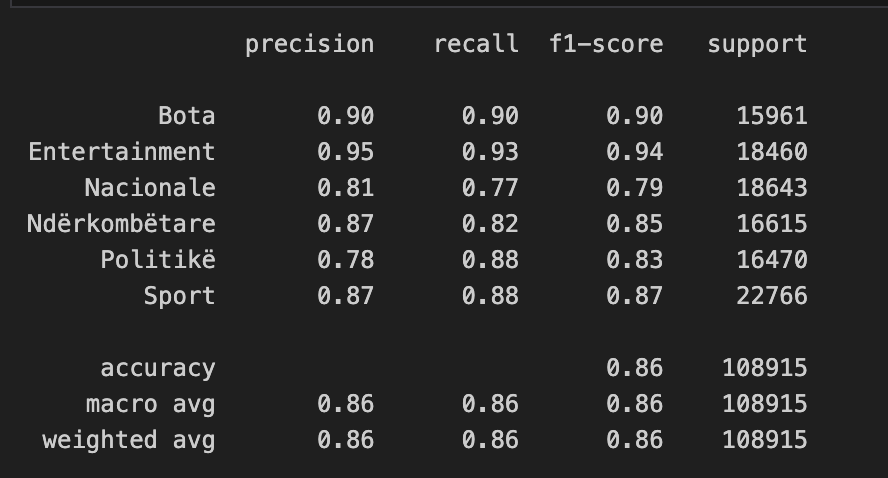 precision recall f1-score support
Bota 0.90 0.90 0.90 15961
Entertainment 0.95 0.93 0.94 18460
Nacionale 0.81 0.77 0.79 18643
Ndërkombëtare 0.87 0.82 0.85 16615
Politikë 0.78 0.88 0.83 16470
Sport 0.87 0.88 0.87 22766
accuracy 0.86 108915
macro avg 0.86 0.86 0.86 108915
weighted avg 0.86 0.86 0.86 108915